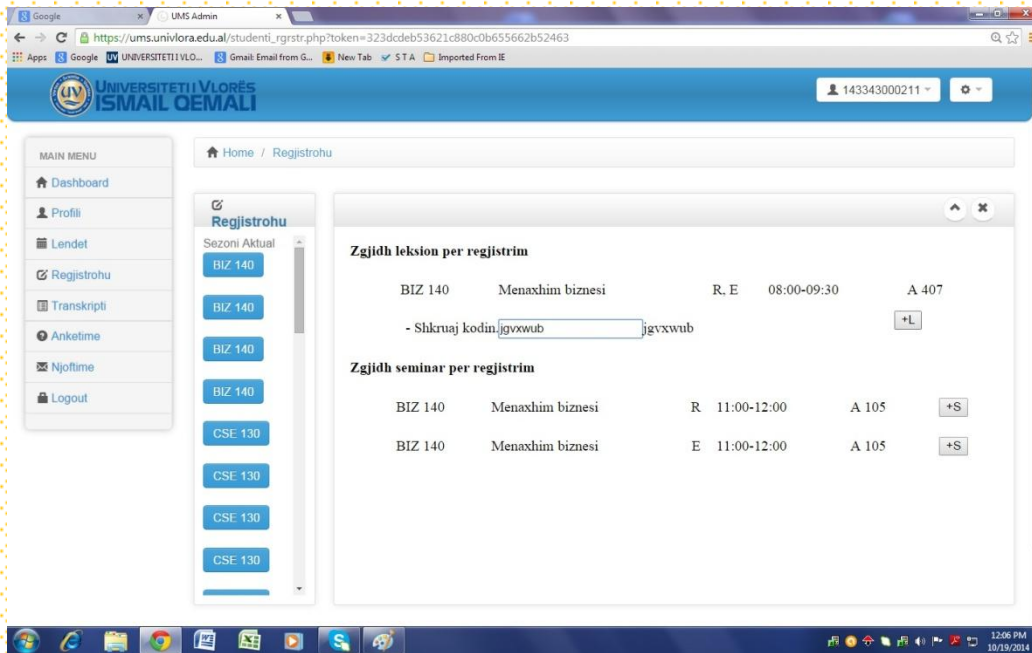 Google
UMS Admin
https://ums.univlora.edu.al/studenti_rgrstr.php?token=323dcdeb53621c880c0b655662b52463
Apps Google UV UNIVERSITETI I VLO... Gmail: Email from G... New Tab S T A Imported From IE
UV UNIVERSITETI I VLORËS
ISMAIL QEMALI
143343000211
MAIN MENU
Dashboard
Profili
Lendet
Regjistrohu
Transkripti
Anketime
Njoftime
Logout
Home / Regjistrohu
Regjistrohu
Sezoni Aktual
BIZ 140
BIZ 140
BIZ 140
BIZ 140
CSE 130
CSE 130
CSE 130
CSE 130
Zgjidh leksion per regjistrim
BIZ 140 Menaxhim biznesi R, E 08:00-09:30 A 407
- Shkruaj kodin. jgvxwub jgvxwub +L
Zgjidh seminar per regjistrim
BIZ 140 Menaxhim biznesi R 11:00-12:00 A 105 +S
BIZ 140 Menaxhim biznesi E 11:00-12:00 A 105 +S
12:06 PM
10/19/2014